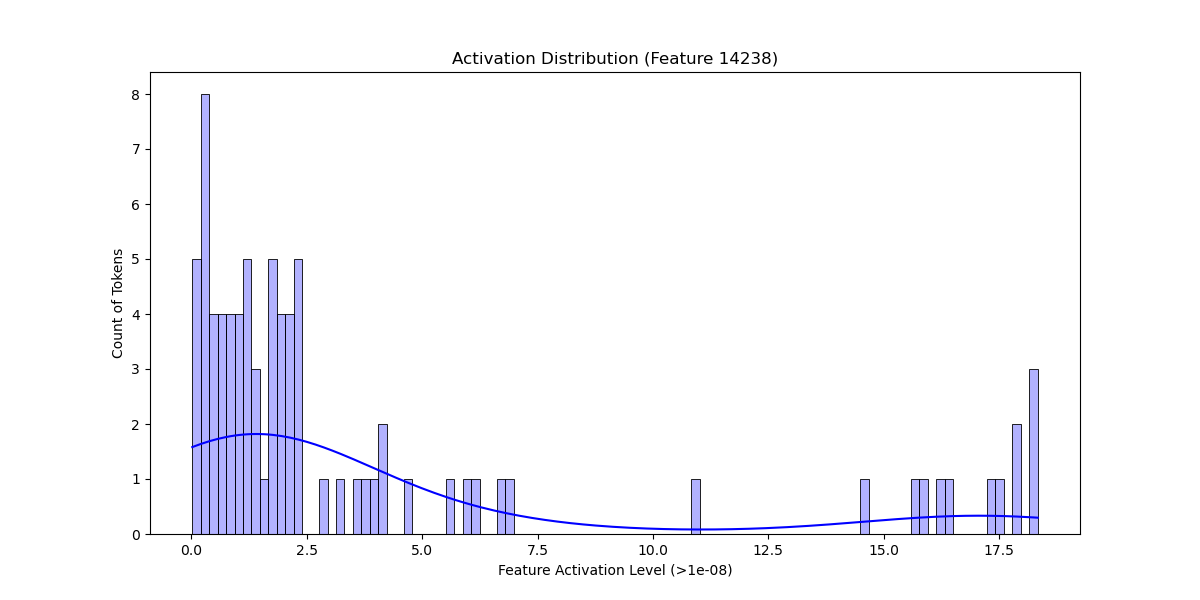 Activation Distribution (Feature 14238)
8
7
6
5
4
3
2
1
0
Count of Tokens
0.0 2.5 5.0 7.5 10.0 12.5 15.0 17.5
Feature Activation Level (>1e-08)